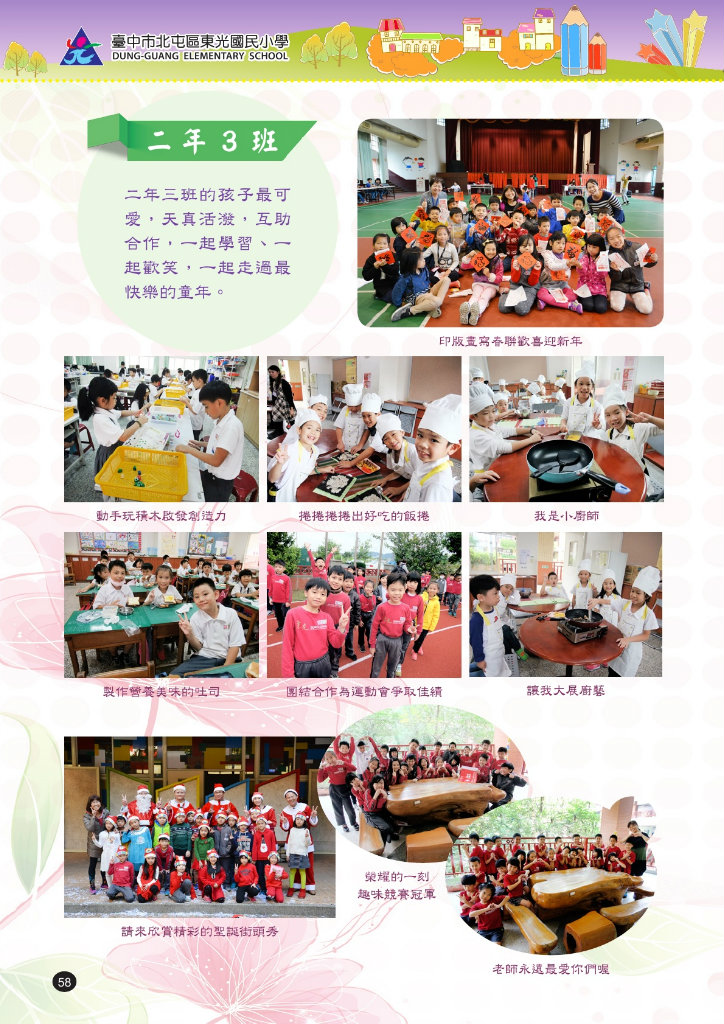 臺中市北屯區東光國民小學
DUNG-GUANG ELEMENTARY SCHOOL
二年3班
二年三班的孩子最可
愛，天真活潑，互助
合作，一起學習、一
起歡笑，一起走過最
快樂的童年。
印版畫寫春聯歡喜迎新年
動手玩積木啟發創造力
捲捲捲捲出好吃的飯捲
我是小廚師
製作營養美味的吐司
團結合作為運動會爭取佳績
讓我大展廚藝
請來欣賞精彩的聖誕街頭秀
榮耀的一刻
趣味競賽冠軍
老師永遠最愛你們喔
58